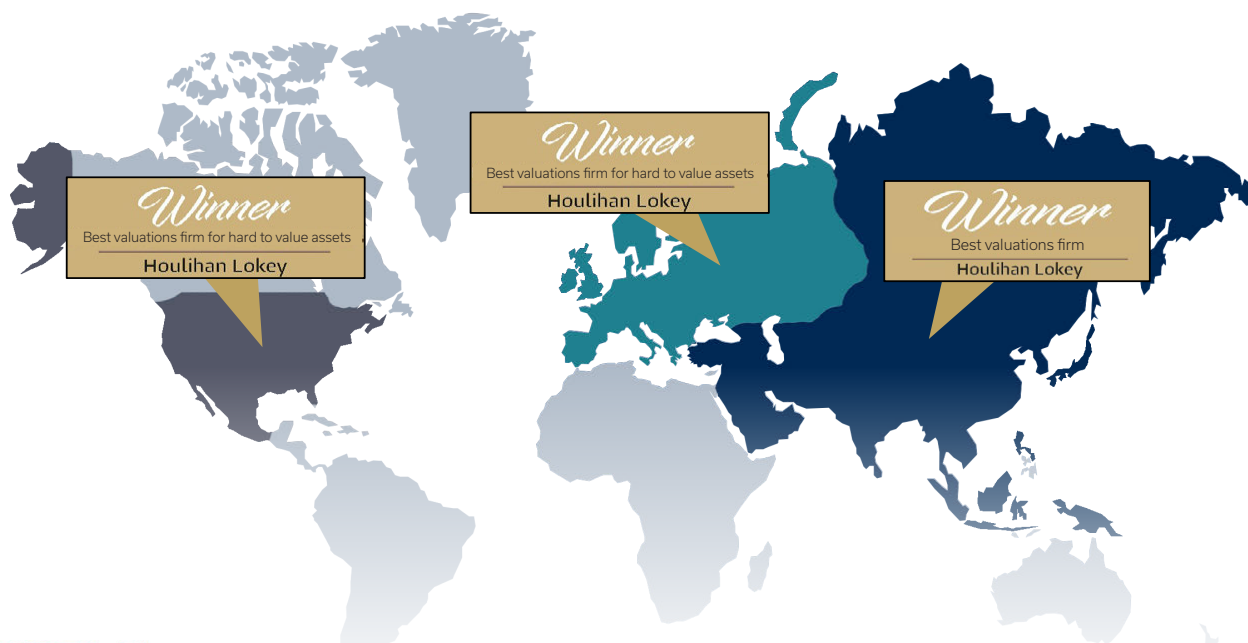 Winner
Best valuations firm for hard to value assets
Houlihan Lokey
Winner
Best valuations firm for hard to value assets
Houlihan Lokey
Winner
Best valuations firm
Houlihan Lokey